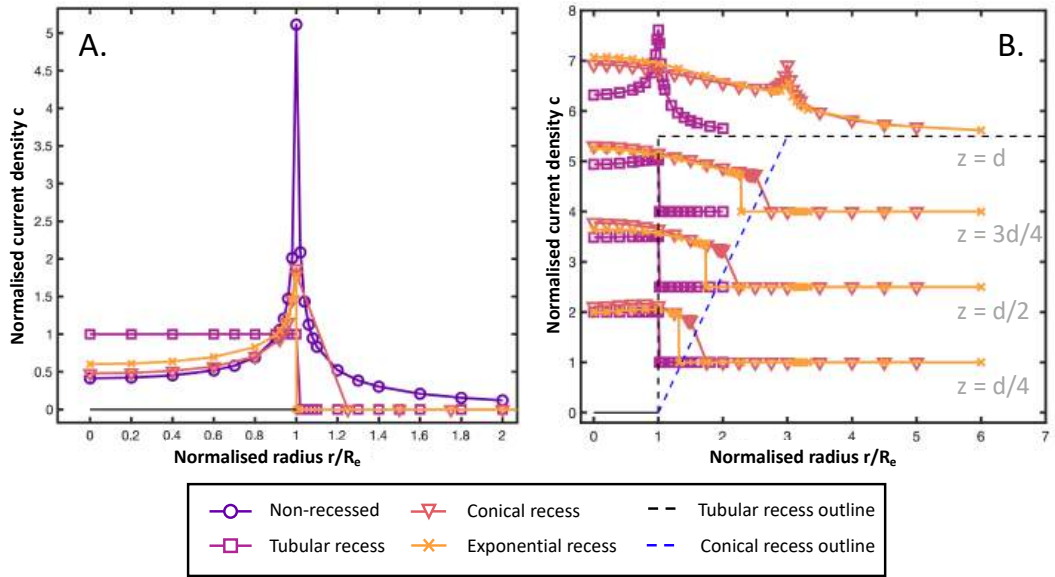 A.
5
4.5
4
3.5
3
2.5
2
1.5
1
0.5
0
0 0.2 0.4 0.6 0.8 1 1.2 1.4 1.6 1.8 2
Normalised current density c
Normalised radius r/Re
B.
8
7
6
5
4
3
2
1
0
0 1 2 3 4 5 6 7
Normalised current density c
Normalised radius r/Re
z = d
z = 3d/4
z = d/2
z = d/4
Non-recessed Conical recess Tubular recess outline
Tubular recess Exponential recess Conical recess outline